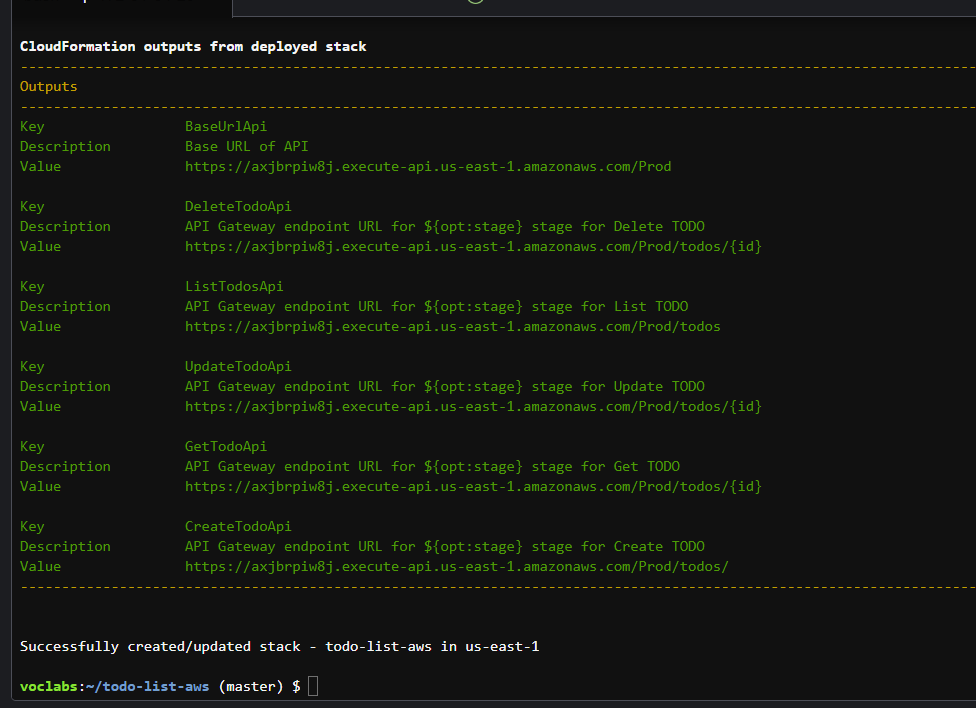 CloudFormation outputs from deployed stack
Outputs
Key BaseUrlApi
Description Base URL of API
Value https://axjbrpiw8j.execute-api.us-east-1.amazonaws.com/Prod
Key DeleteTodoApi
Description API Gateway endpoint URL for ${opt:stage} stage for Delete TODO
Value https://axjbrpiw8j.execute-api.us-east-1.amazonaws.com/Prod/todos/{id}
Key ListTodosApi
Description API Gateway endpoint URL for ${opt:stage} stage for List TODO
Value https://axjbrpiw8j.execute-api.us-east-1.amazonaws.com/Prod/todos
Key UpdateTodoApi
Description API Gateway endpoint URL for ${opt:stage} stage for Update TODO
Value https://axjbrpiw8j.execute-api.us-east-1.amazonaws.com/Prod/todos/{id}
Key GetTodoApi
Description API Gateway endpoint URL for ${opt:stage} stage for Get TODO
Value https://axjbrpiw8j.execute-api.us-east-1.amazonaws.com/Prod/todos/{id}
Key CreateTodoApi
Description API Gateway endpoint URL for ${opt:stage} stage for Create TODO
Value https://axjbrpiw8j.execute-api.us-east-1.amazonaws.com/Prod/todos/
Successfully created/updated stack - todo-list-aws in us-east-1
voclabs:~/todo-list-aws (master) $